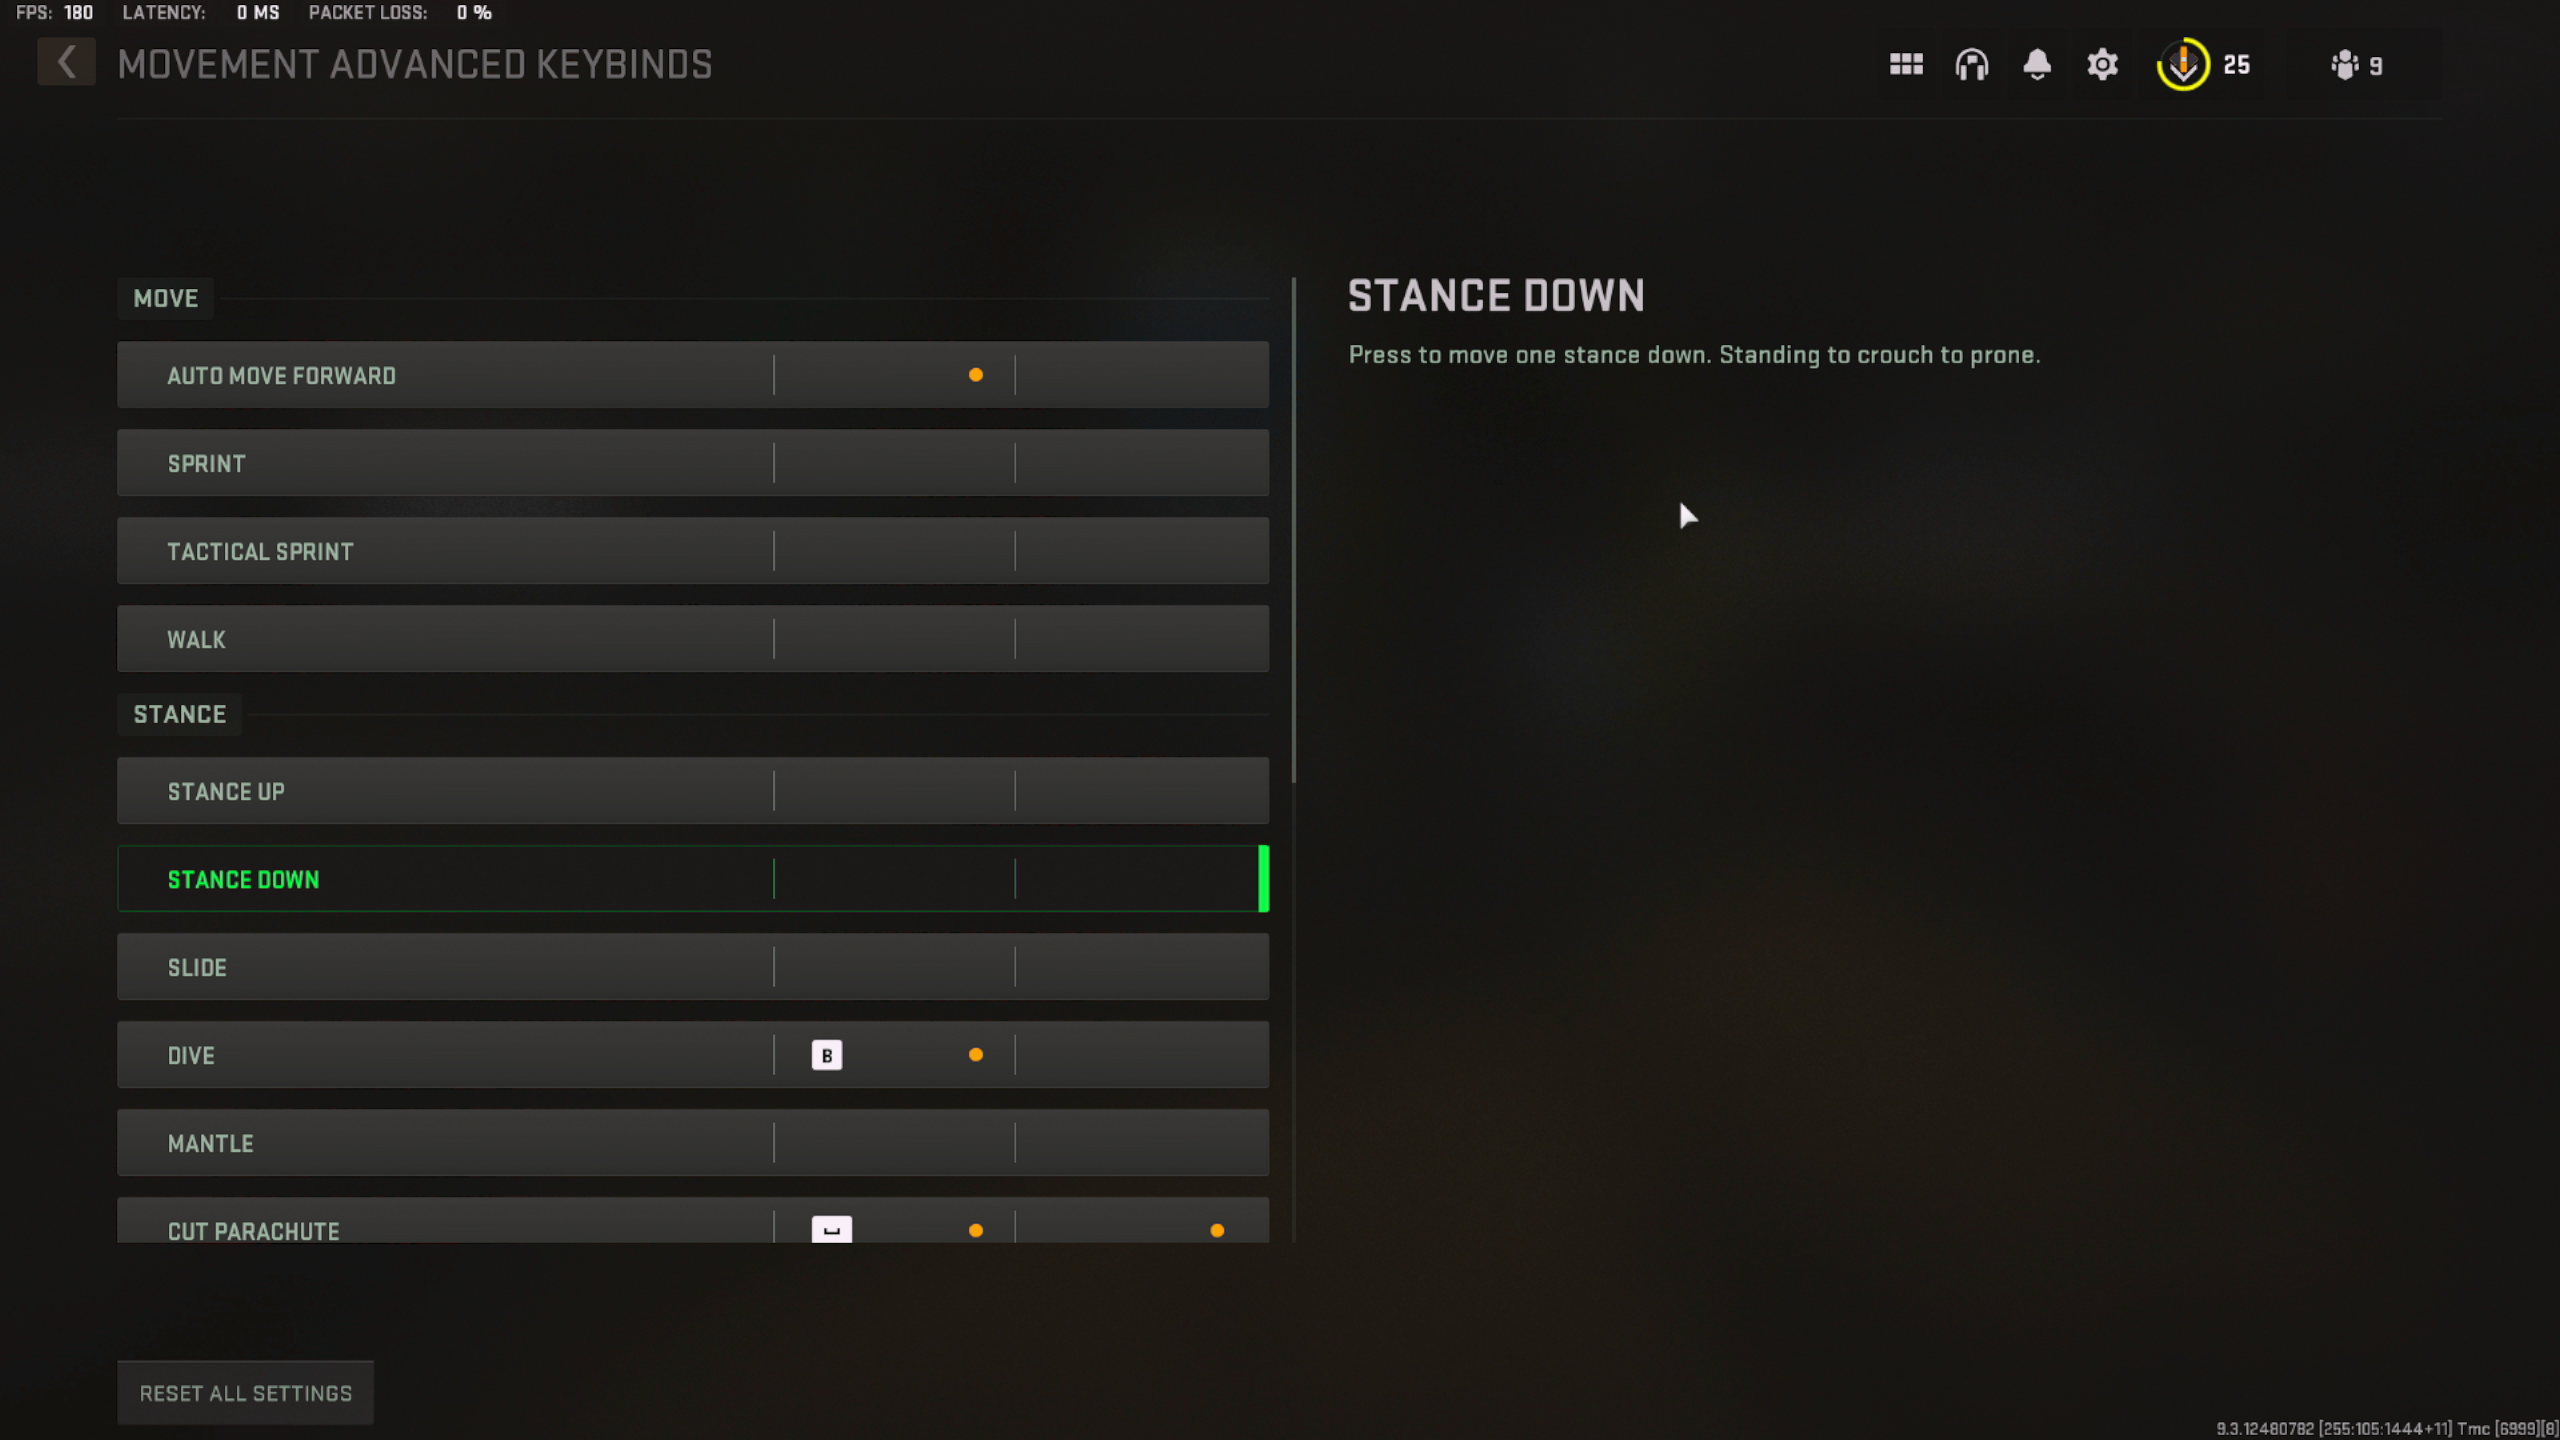 FPS: 180 LATENCY: 0 MS PACKET LOSS: 0 %
MOVEMENT ADVANCED KEYBINDS
25
9
MOVE
AUTO MOVE FORWARD
SPRINT
TACTICAL SPRINT
WALK
STANCE
STANCE UP
STANCE DOWN
SLIDE
DIVE B
MANTLE
CUT PARACHUTE
STANCE DOWN
Press to move one stance down. Standing to crouch to prone.
RESET ALL SETTINGS
9.3.12480782 [255:105:1444+11] Tmc [6999][8]